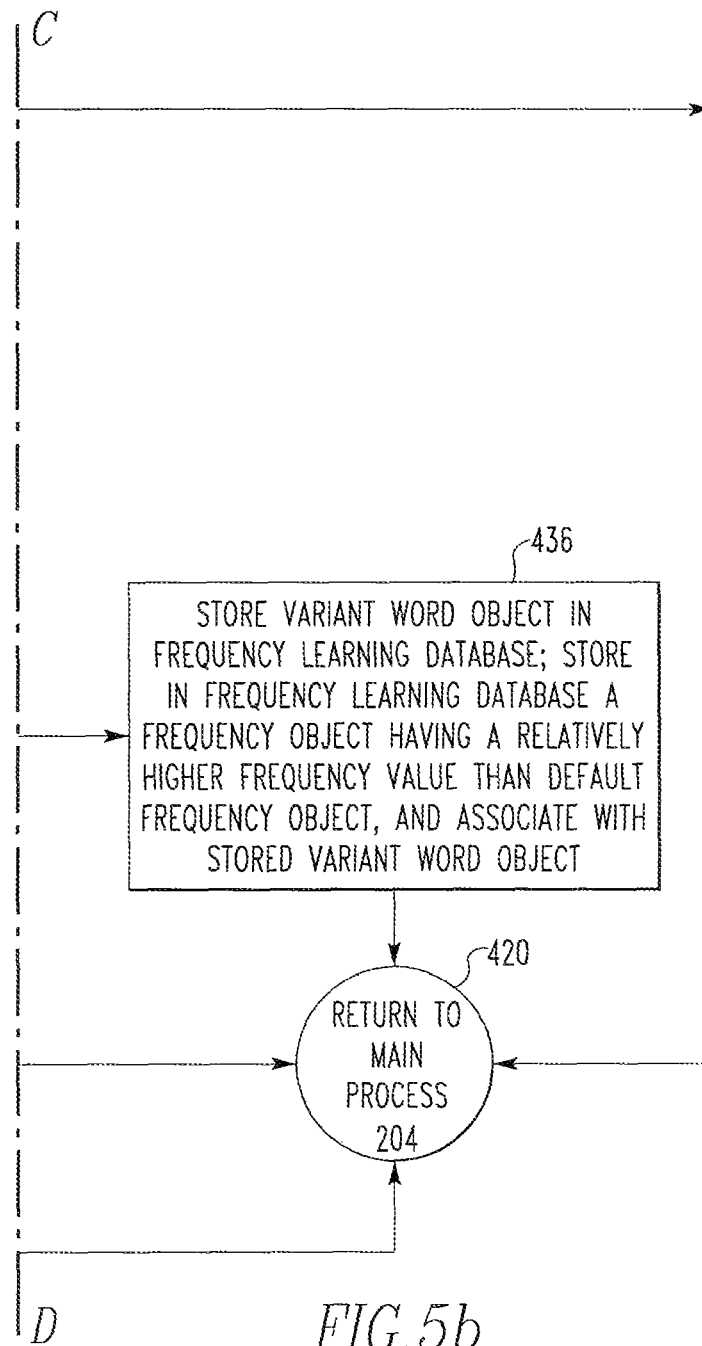 C
436
STORE VARIANT WORD OBJECT IN
FREQUENCY LEARNING DATABASE; STORE
IN FREQUENCY LEARNING DATABASE A
FREQUENCY OBJECT HAVING A RELATIVELY
HIGHER FREQUENCY VALUE THAN DEFAULT
FREQUENCY OBJECT, AND ASSOCIATE WITH
STORED VARIANT WORD OBJECT
420
RETURN TO
MAIN
PROCESS
204
D
FIG.5b